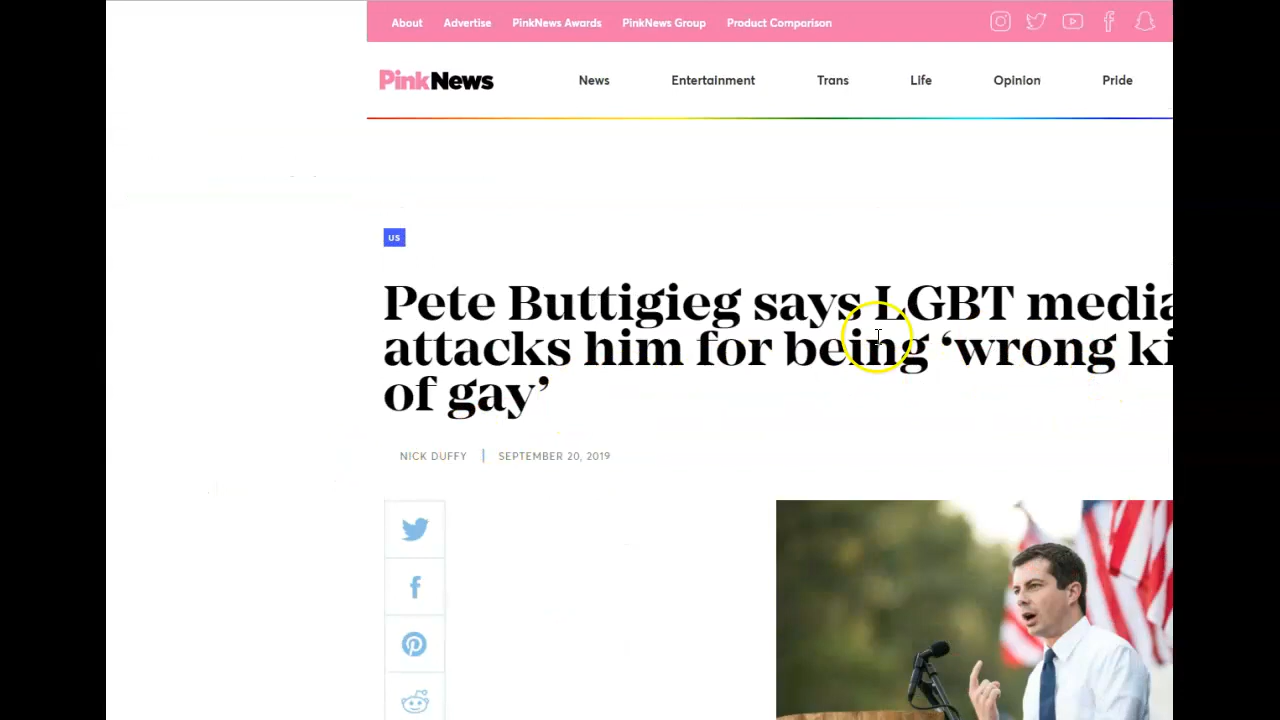 About Advertise PinkNews Awards PinkNews Group Product Comparison
PinkNews News Entertainment Trans Life Opinion Pride
US
Pete Buttigieg says LGBT media
attacks him for being ‘wrong ki
of gay’
NICK DUFFY | SEPTEMBER 20, 2019